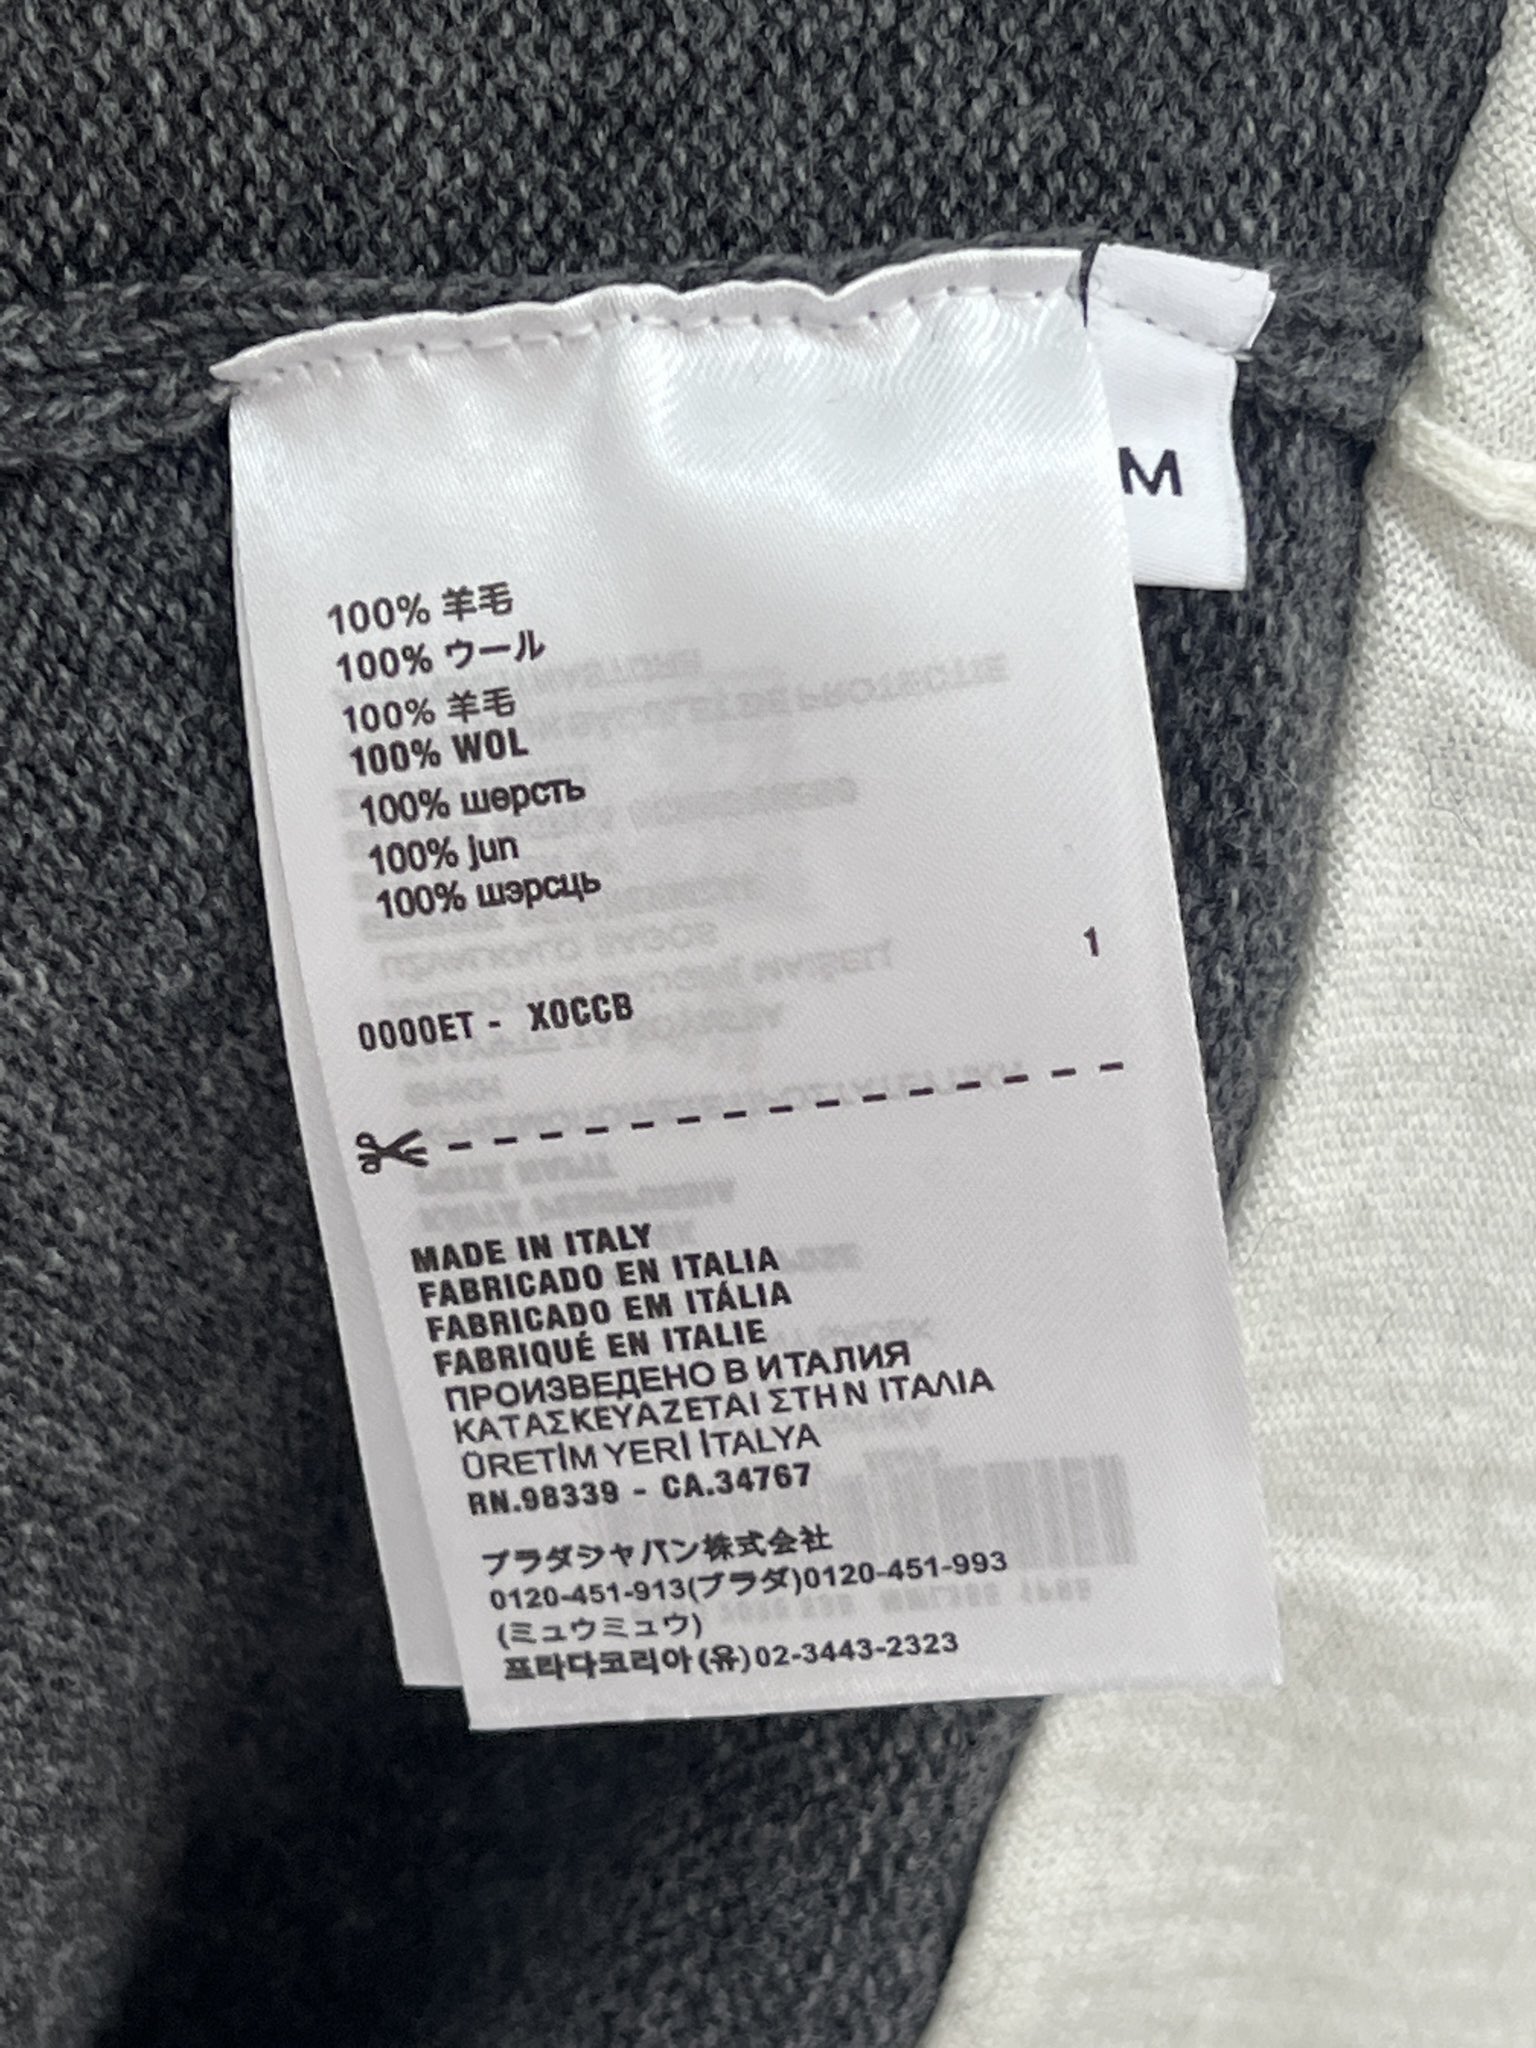 M
100% 羊毛
100% ウール
100% 羊毛
100% WOL
100% шерсть
100% jun
100% шэрсць
1
0000ET - X0CCB
MADE IN ITALY
FABRICADO EN ITALIA
FABRICADO EM ITÁLIA
FABRIQUÉ EN ITALIE
ПРОИЗВЕДЕНО В ИТАЛИЯ
ΚΑΤΑΣΚΕΥΑΖΕΤΑΙ ΣΤΗΝ ΙΤΑΛΙΑ
ÜRETİM YERİ İTALYA
RN.98339 - CA.34767
プラダジャパン株式会社
0120-451-913(プラダ)0120-451-993
(ミュウミュウ)
프라다코리아(유)02-3443-2323